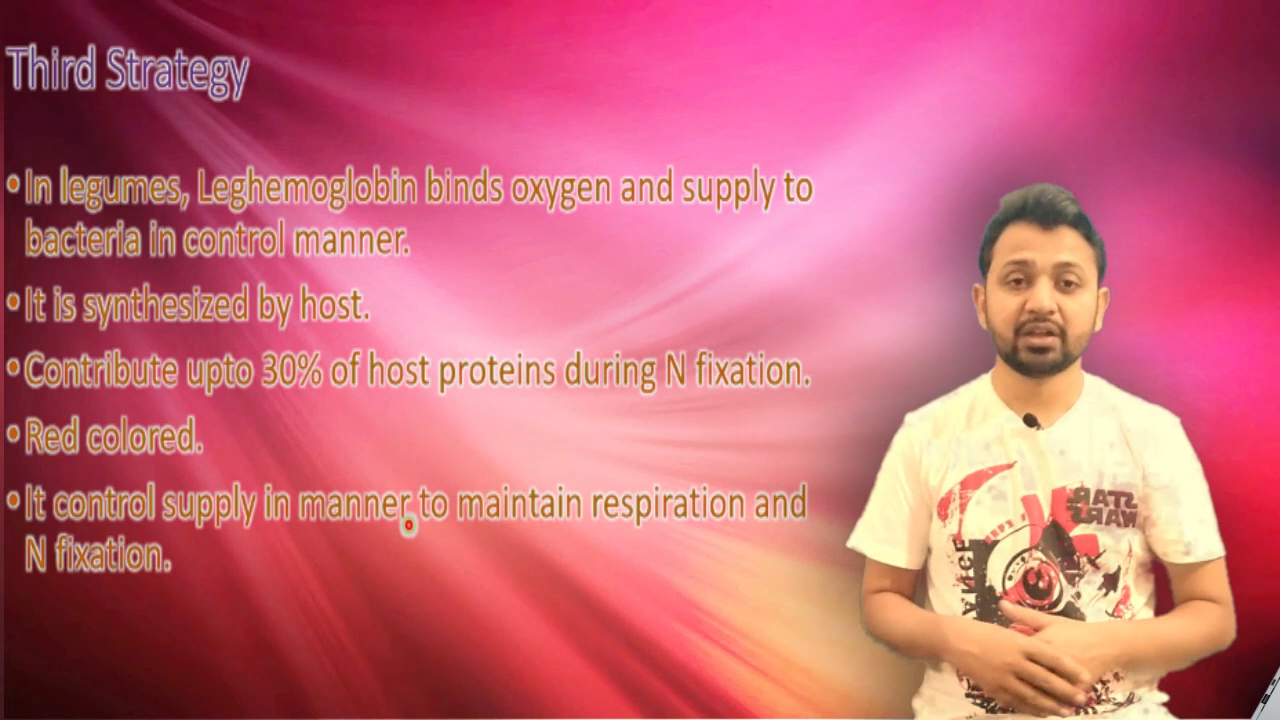 Third Strategy
• In legumes, Leghemoglobin binds oxygen and supply to
bacteria in control manner.
• It is synthesized by host.
• Contribute upto 30% of host proteins during N fixation.
• Red colored.
• It control supply in manner to maintain respiration and
N fixation.
STAR
WARS